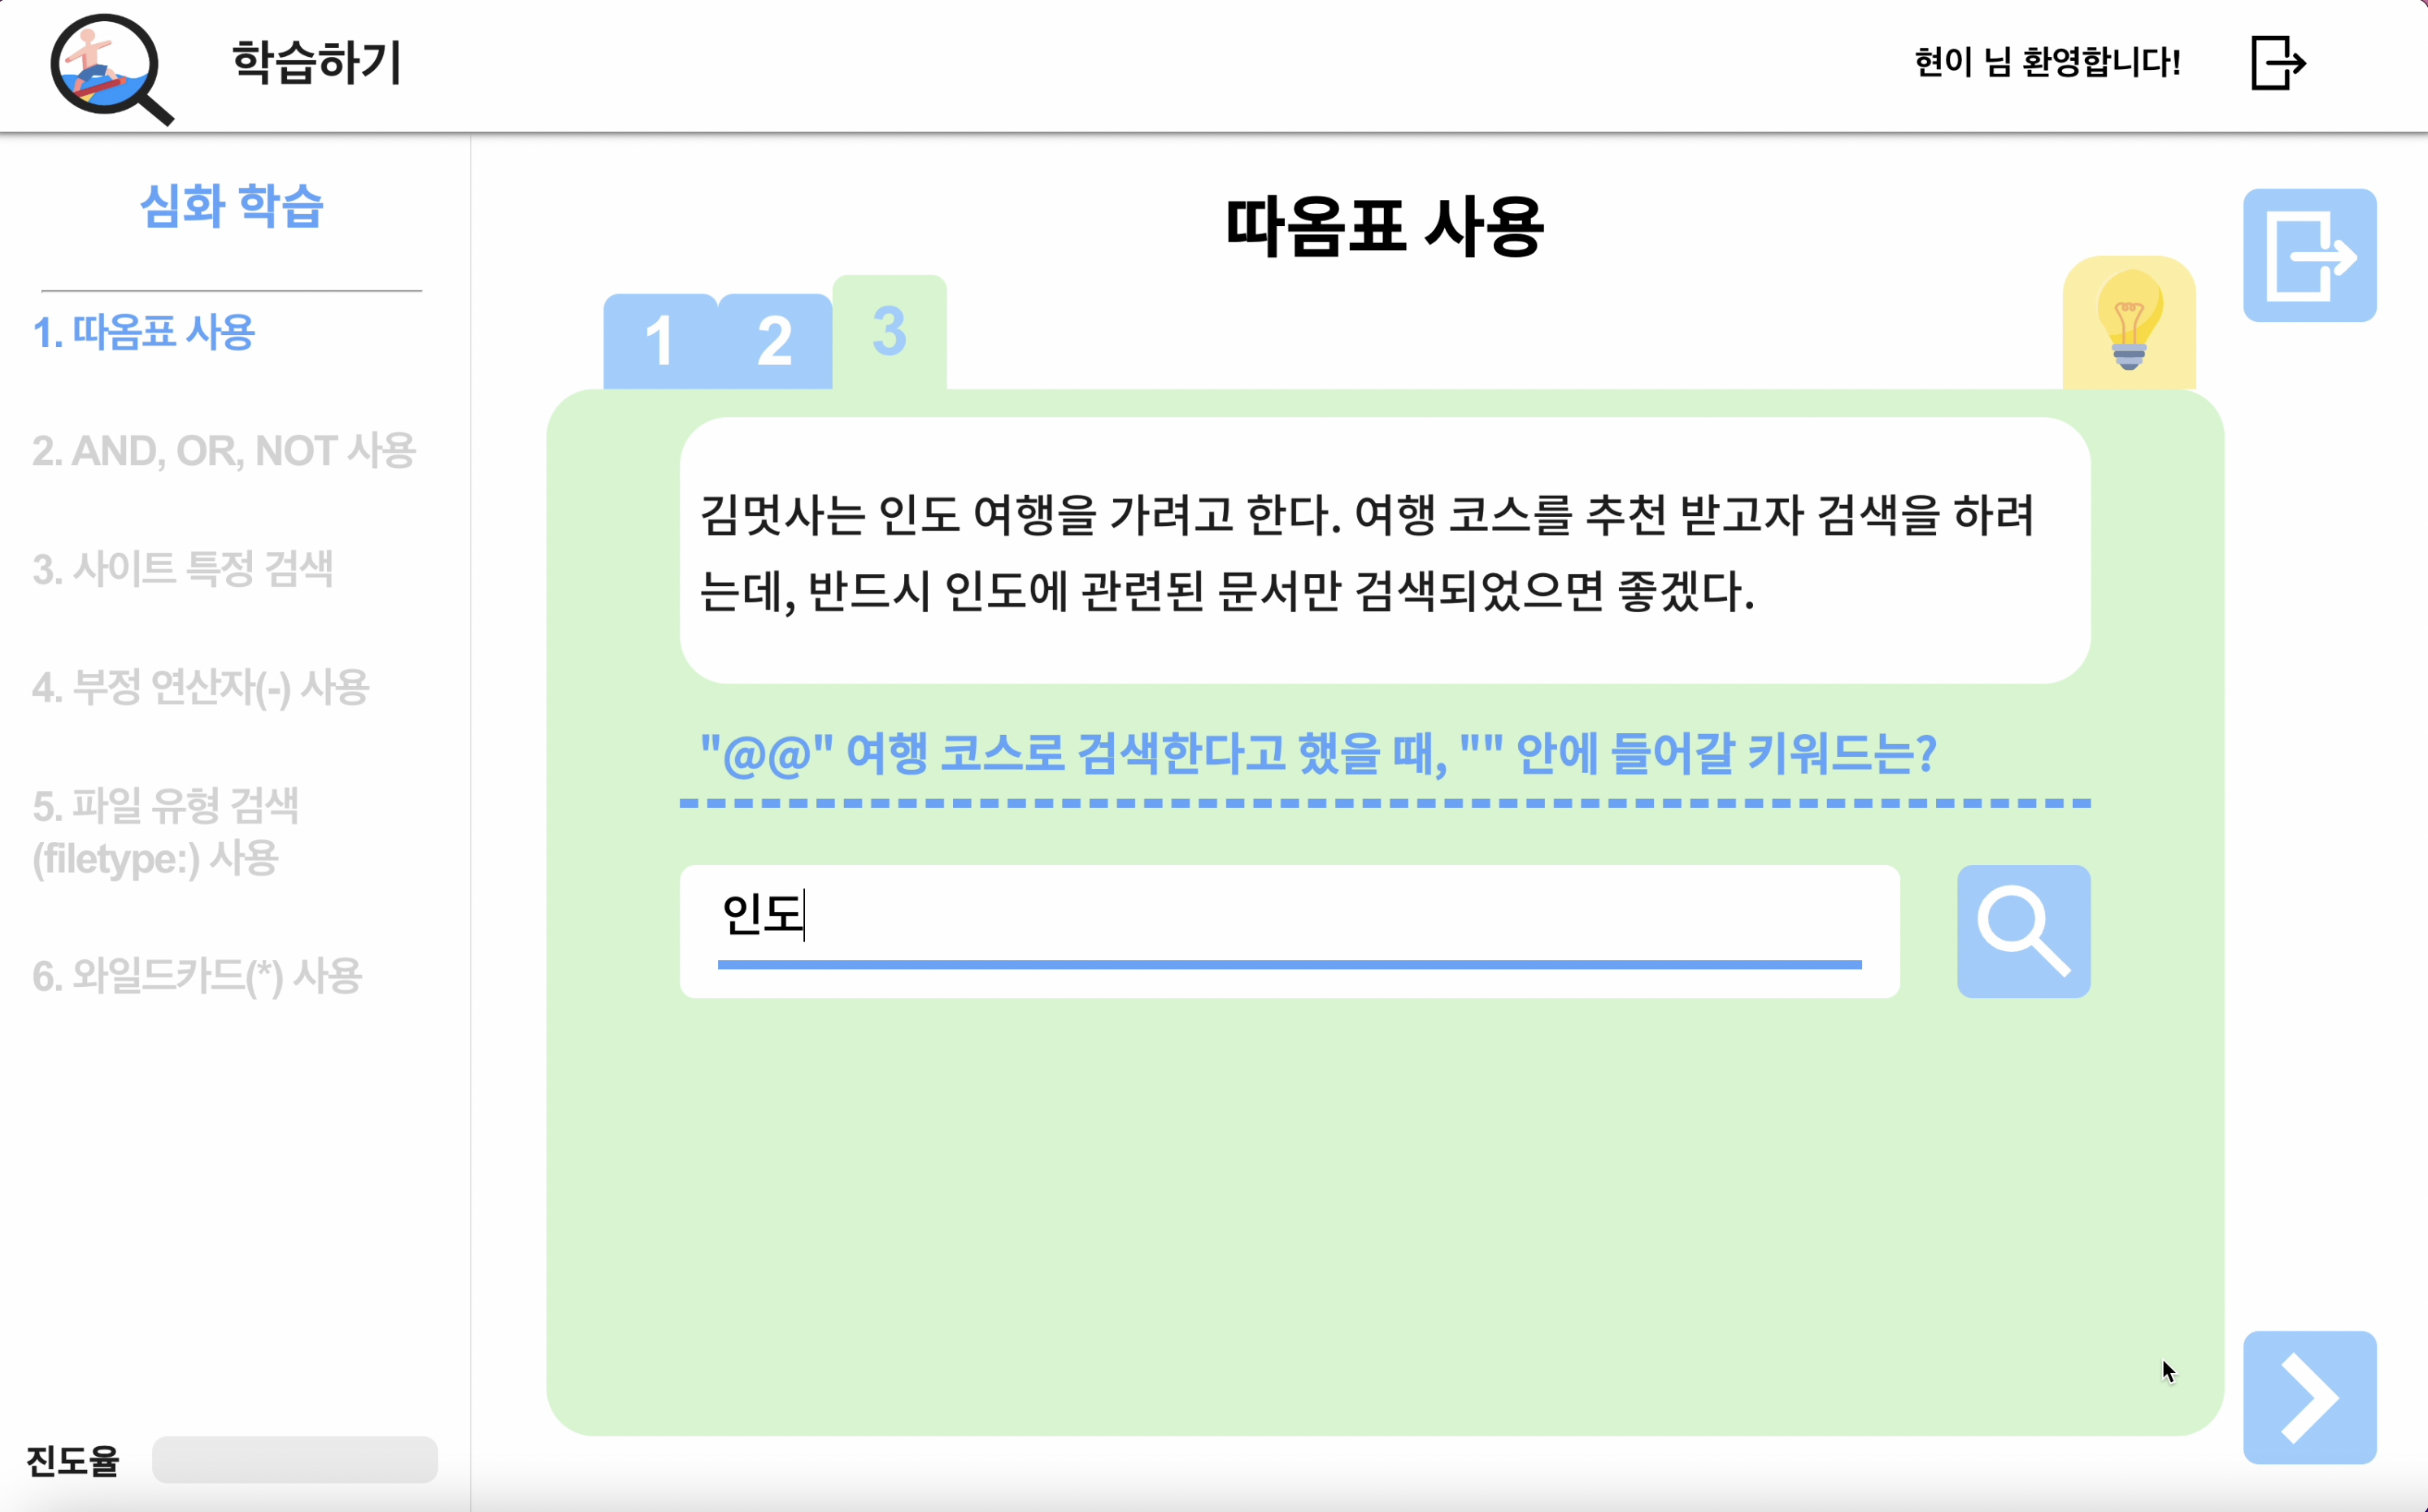 학습하기
현이 님 환영합니다!
심화 학습
1. 따옴표 사용
2. AND, OR, NOT 사용
3. 사이트 특정 검색
4. 부정 연산자(-) 사용
5. 파일 유형 검색
(filetype:) 사용
6. 와일드카드(*) 사용
진도율
따옴표 사용
1 2 3
김멋사는 인도 여행을 가려고 한다. 여행 코스를 추천 받고자 검색을 하려
는데, 반드시 인도에 관련된 문서만 검색되었으면 좋겠다.
"@@" 여행 코스로 검색한다고 했을 때, "" 안에 들어갈 키워드는?
인도